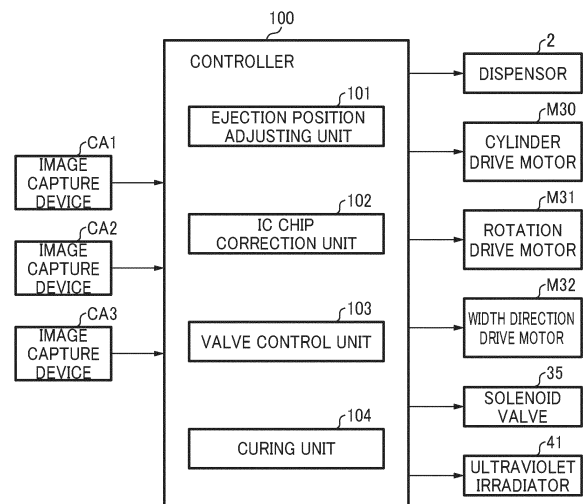 100
CONTROLLER
101
EJECTION POSITION
ADJUSTING UNIT
102
IC CHIP
CORRECTION UNIT
103
VALVE CONTROL UNIT
104
CURING UNIT
CA1
IMAGE
CAPTURE
DEVICE
CA2
IMAGE
CAPTURE
DEVICE
CA3
IMAGE
CAPTURE
DEVICE
2
DISPENSOR
M30
CYLINDER
DRIVE MOTOR
M31
ROTATION
DRIVE MOTOR
M32
WIDTH DIRECTION
DRIVE MOTOR
35
SOLENOID
VALVE
41
ULTRAVIOLET
IRRADIATOR